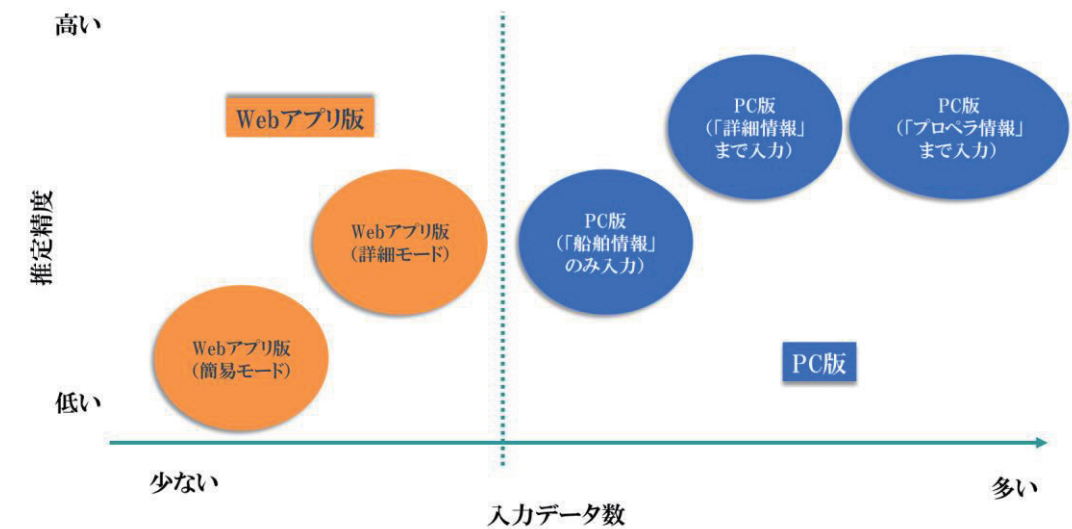 高い
Webアプリ版
PC版
(「詳細情報」
まで入力)
PC版
(「プロペラ情報」
まで入力)
推定精度
Webアプリ版
(詳細モード)
PC版
(「船舶情報」
のみ入力)
Webアプリ版
(簡易モード)
PC版
低い
少ない
多い
入力データ数